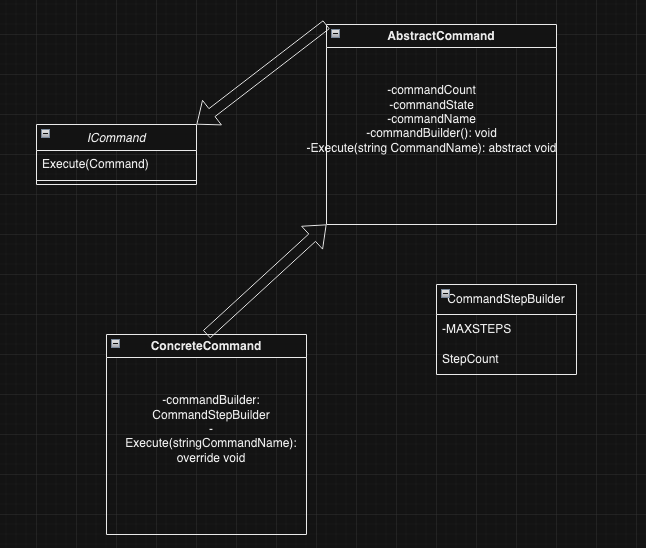 AbstractCommand
-commandCount
-commandState
-commandName
-commandBuilder(): void
-Execute(string CommandName): abstract void
ICommand
Execute(Command)
CommandStepBuilder
-MAXSTEPS
StepCount
ConcreteCommand
-commandBuilder:
CommandStepBuilder
-
Execute(stringCommandName):
override void